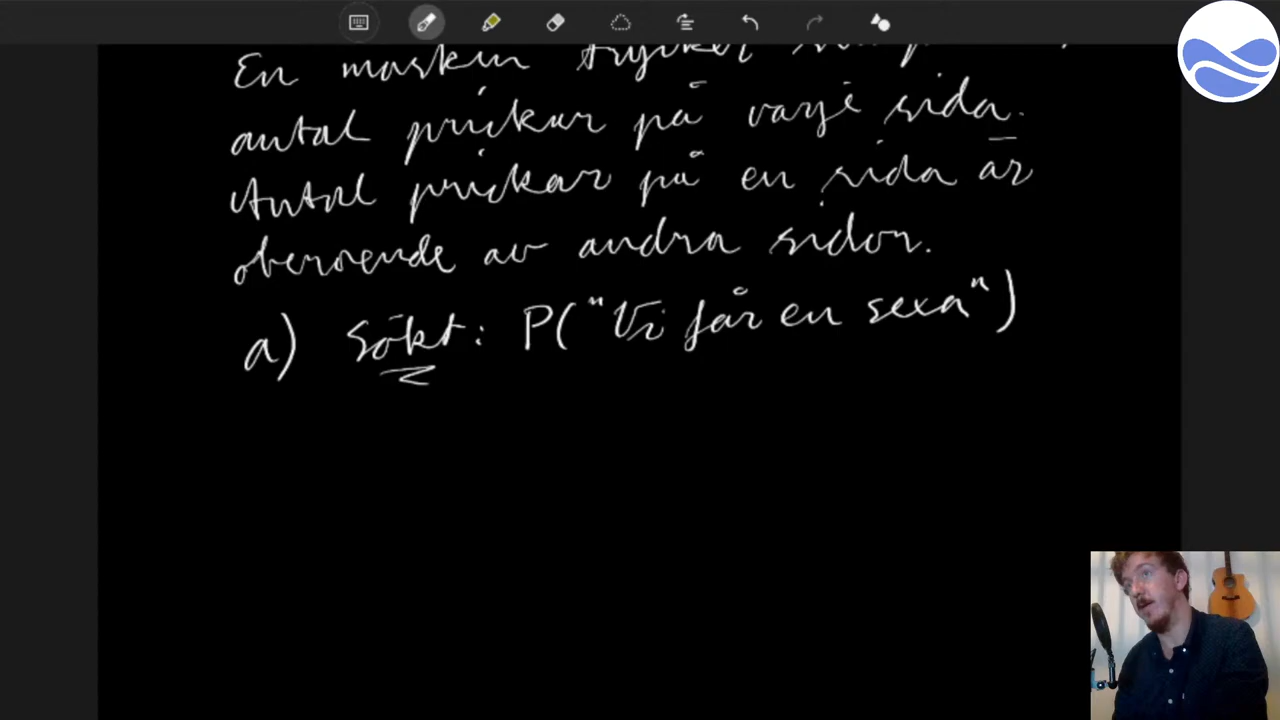 En maskin trycker
antal prickar på varje sida.
Antal prickar på en sida är
oberoende av andra sidor.
a) Sökt: P("Vi får en sexa")